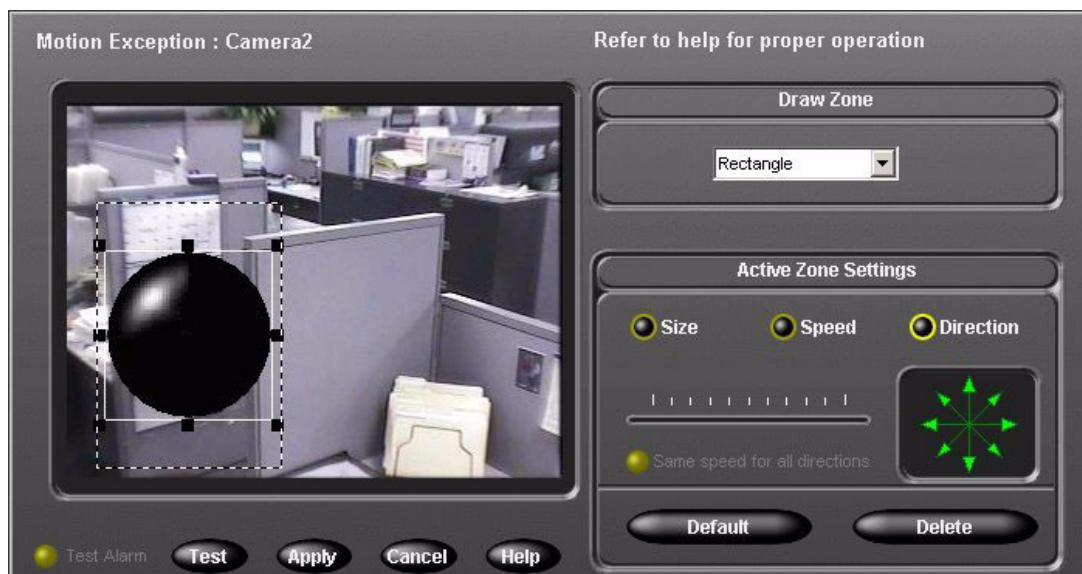 Motion Exception : Camera2
Refer to help for proper operation
Draw Zone
Rectangle
Active Zone Settings
Size
Speed
Direction
Same speed for all directions
Default
Delete
Test Alarm
Test
Apply
Cancel
Help